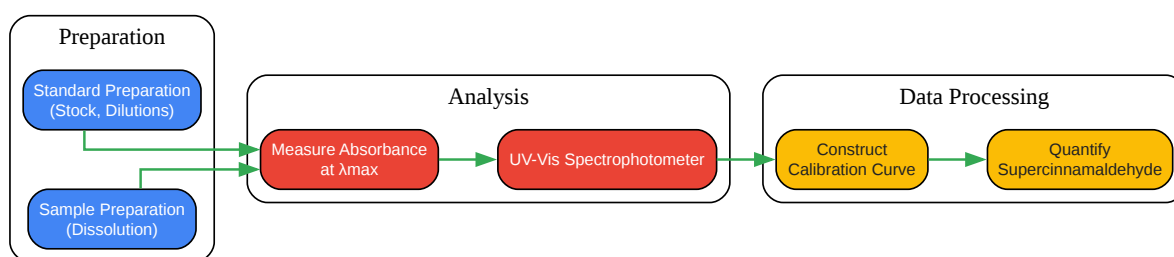 Preparation
Standard Preparation
(Stock, Dilutions)
Sample Preparation
(Dissolution)
Analysis
Measure Absorbance
at λmax
UV-Vis Spectrophotometer
Data Processing
Construct
Calibration Curve
Quantify
Supercinnamaldehyde